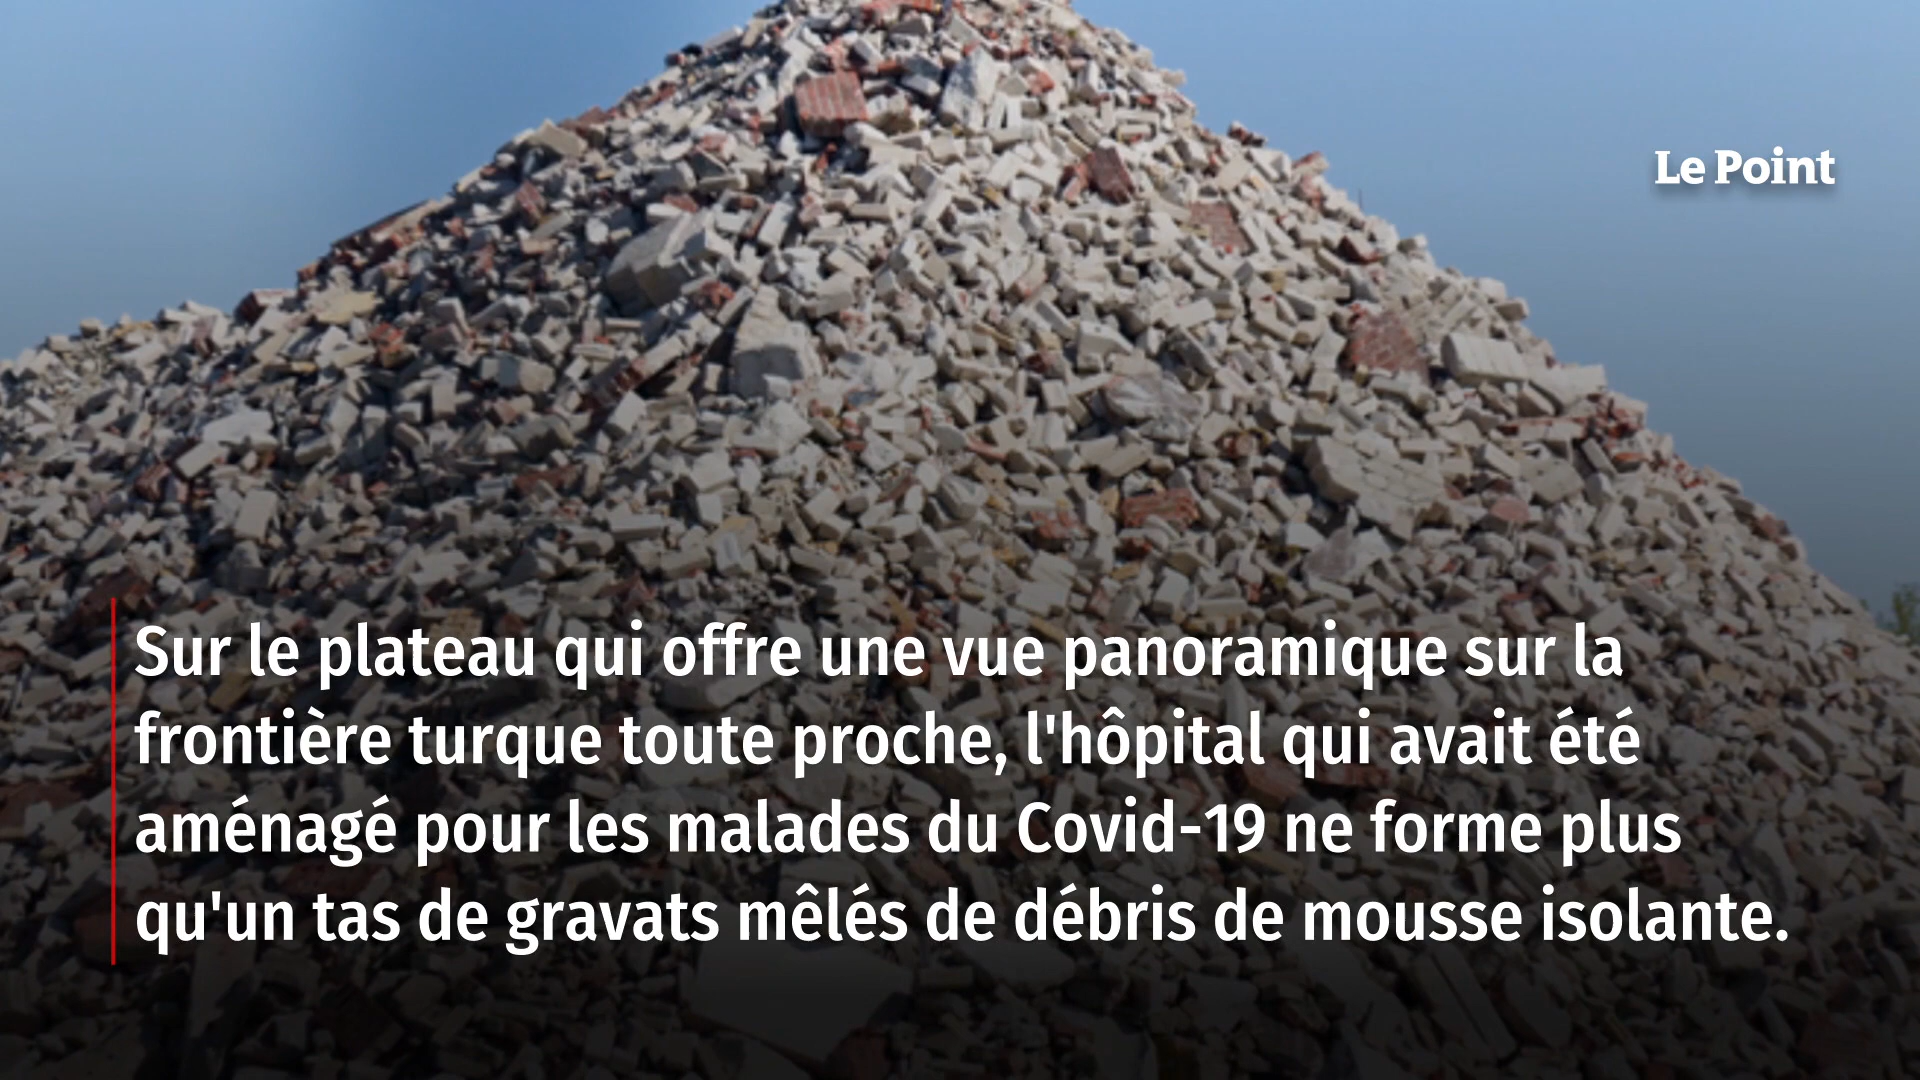 Le Point
Sur le plateau qui offre une vue panoramique sur la
frontière turque toute proche, l'hôpital qui avait été
aménagé pour les malades du Covid-19 ne forme plus
qu'un tas de gravats mêlés de débris de mousse isolante.